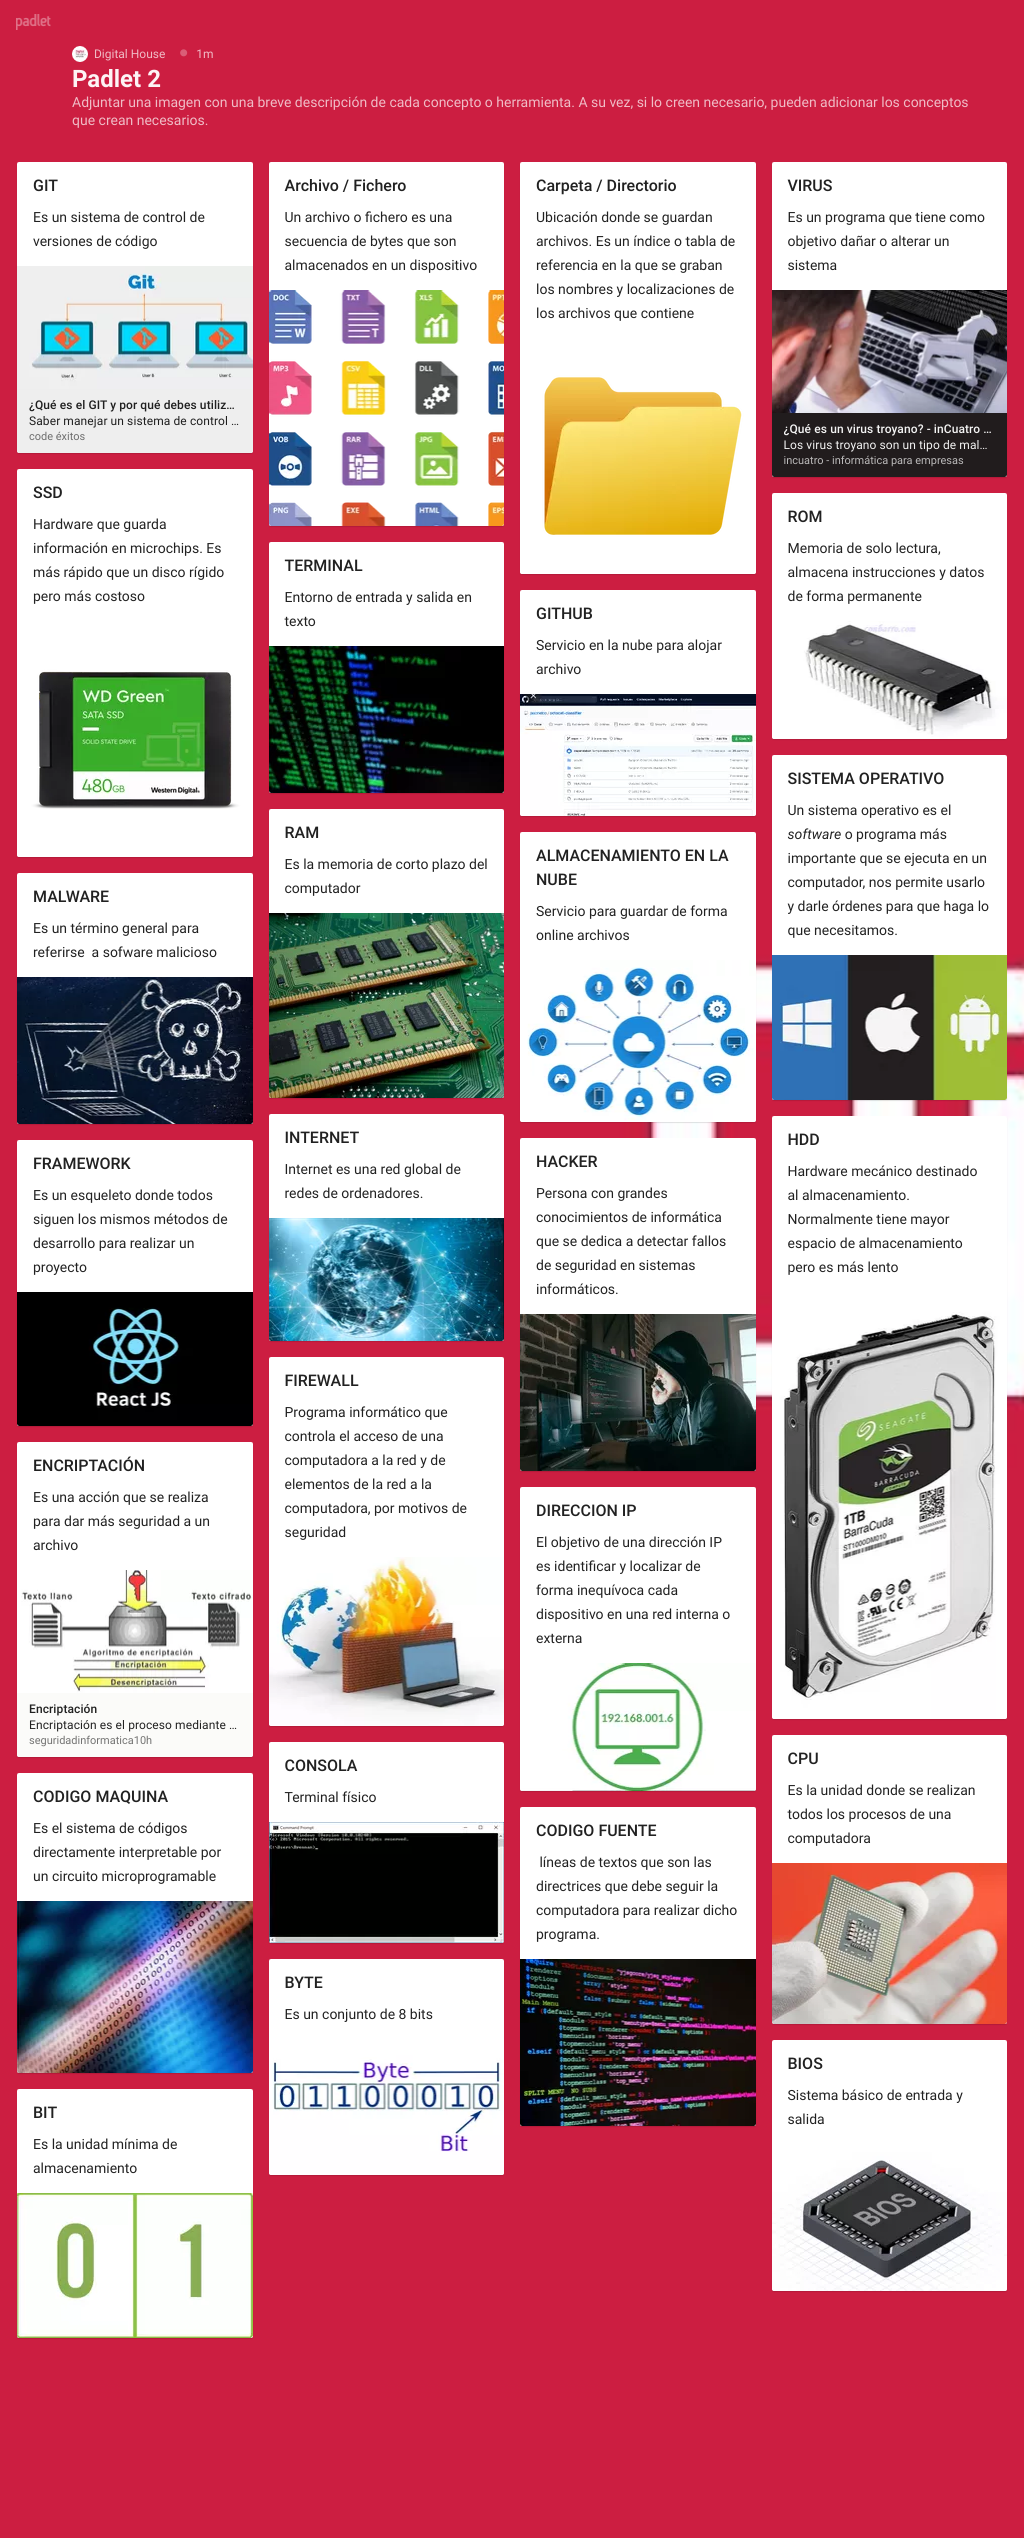 padlet
Digital House
1m
Padlet 2
Adjuntar una imagen con una breve descripción de cada concepto o herramienta. A su vez, si lo creen necesario, pueden adicionar los conceptos
que crean necesarios.
GIT
Es un sistema de control de
versiones de código
Git
User A
User B
User C
¿Qué es el GIT y por qué debes utiliz...
Saber manejar un sistema de control ...
code éxitos
SSD
Hardware que guarda
información en microchips. Es
más rápido que un disco rígido
pero más costoso
WD Green
SATA SSD
SOLID STATE DRIVE
480GB
Western Digital.
MALWARE
Es un término general para
referirse  a sofware malicioso
FRAMEWORK
Es un esqueleto donde todos
siguen los mismos métodos de
desarrollo para realizar un
proyecto
React JS
ENCRIPTACIÓN
Es una acción que se realiza
para dar más seguridad a un
archivo
Texto llano
Texto cifrado
Algoritmo de encriptación
Encriptación
Desencriptación
Encriptación
Encriptación es el proceso mediante ...
seguridadinformatica10h
CODIGO MAQUINA
Es el sistema de códigos
directamente interpretable por
un circuito microprogramable
BIT
Es la unidad mínima de
almacenamiento
0 1
Archivo / Fichero
Un archivo o fichero es una
secuencia de bytes que son
almacenados en un dispositivo
DOC TXT XLS PPT
W T
MP3 CSV DLL MO
VOB RAR JPG EM
PNG EXE HTML EPS
TERMINAL
Entorno de entrada y salida en
texto
RAM
Es la memoria de corto plazo del
computador
INTERNET
Internet es una red global de
redes de ordenadores.
FIREWALL
Programa informático que
controla el acceso de una
computadora a la red y de
elementos de la red a la
computadora, por motivos de
seguridad
CONSOLA
Terminal físico
Command Prompt
Microsoft Windows [Version 10.0.10240]
(c) 2015 Microsoft Corporation. All rights reserved.
BYTE
Es un conjunto de 8 bits
Byte
0 1 1 0 0 0 1 0
Bit
Carpeta / Directorio
Ubicación donde se guardan
archivos. Es un índice o tabla de
referencia en la que se graban
los nombres y localizaciones de
los archivos que contiene
GITHUB
Servicio en la nube para alojar
archivo
ALMACENAMIENTO EN LA
NUBE
Servicio para guardar de forma
online archivos
HACKER
Persona con grandes
conocimientos de informática
que se dedica a detectar fallos
de seguridad en sistemas
informáticos.
DIRECCION IP
El objetivo de una dirección IP
es identificar y localizar de
forma inequívoca cada
dispositivo en una red interna o
externa
192.168.001.6
CODIGO FUENTE
líneas de textos que son las
directrices que debe seguir la
computadora para realizar dicho
programa.
VIRUS
Es un programa que tiene como
objetivo dañar o alterar un
sistema
¿Qué es un virus troyano? - inCuatro ...
Los virus troyano son un tipo de mal...
incuatro - informática para empresas
ROM
Memoria de solo lectura,
almacena instrucciones y datos
de forma permanente
SISTEMA OPERATIVO
Un sistema operativo es el
software o programa más
importante que se ejecuta en un
computador, nos permite usarlo
y darle órdenes para que haga lo
que necesitamos.
HDD
Hardware mecánico destinado
al almacenamiento.
Normalmente tiene mayor
espacio de almacenamiento
pero es más lento
SEAGATE
BARRACUDA
1TB
BarraCuda
ST1000DM010
CPU
Es la unidad donde se realizan
todos los procesos de una
computadora
BIOS
Sistema básico de entrada y
salida
BIOS